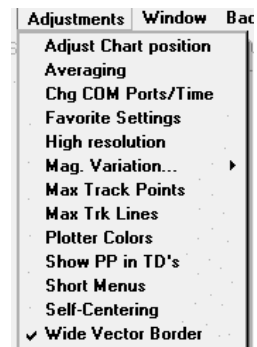 Adjustments Window Bac
Adjust Chart position
Averaging
Chg COM Ports/Time
Favorite Settings
High resolution
Mag. Variation...
Max Track Points
Max Trk Lines
Plotter Colors
Show PP in TD's
Short Menus
Self-Centering
Wide Vector Border